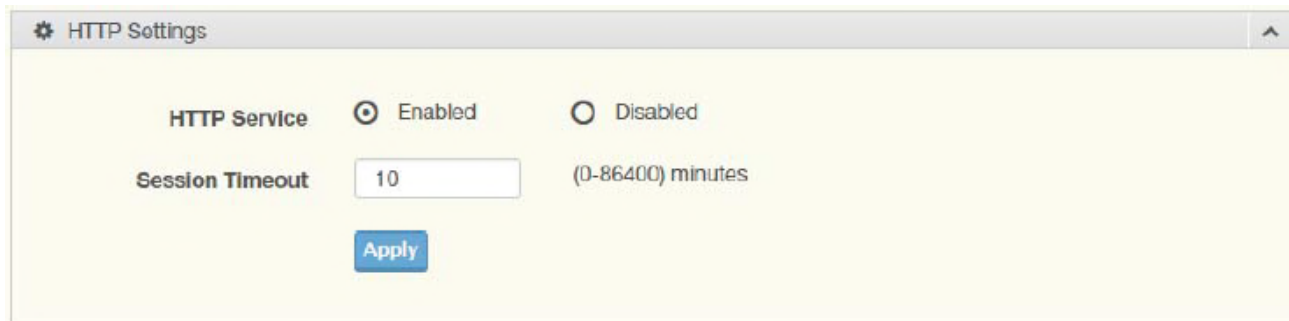 HTTP Settings
HTTP Service Enabled Disabled
Session Timeout 10 (0-86400) minutes
Apply